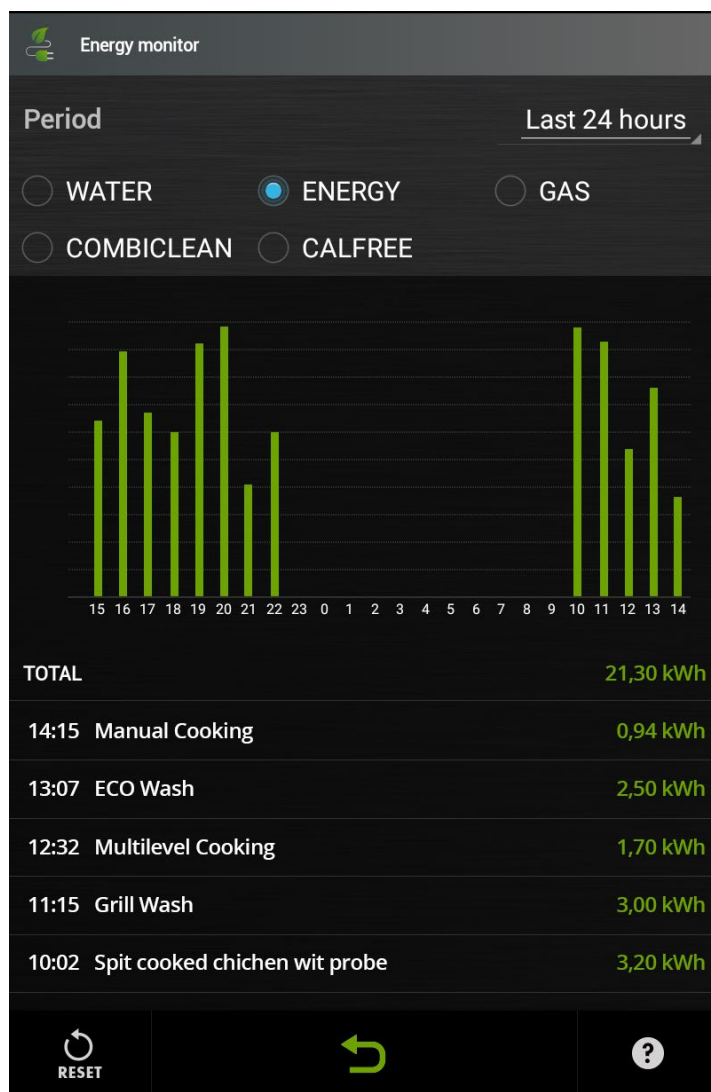 Energy monitor
Period Last 24 hours
WATER ENERGY GAS
COMBICLEAN CALFREE
15 16 17 18 19 20 21 22 23 0 1 2 3 4 5 6 7 8 9 10 11 12 13 14
TOTAL 21,30 kWh
14:15 Manual Cooking 0,94 kWh
13:07 ECO Wash 2,50 kWh
12:32 Multilevel Cooking 1,70 kWh
11:15 Grill Wash 3,00 kWh
10:02 Spit cooked chichen wit probe 3,20 kWh
RESET ?